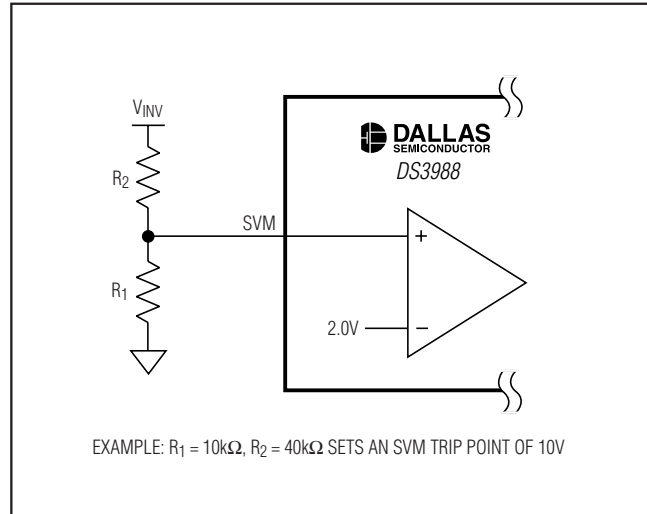 V_INV
DALLAS
SEMICONDUCTOR
DS3988
R₂
SVM
+
R₁
2.0V
−
EXAMPLE: R₁ = 10kΩ, R₂ = 40kΩ SETS AN SVM TRIP POINT OF 10V